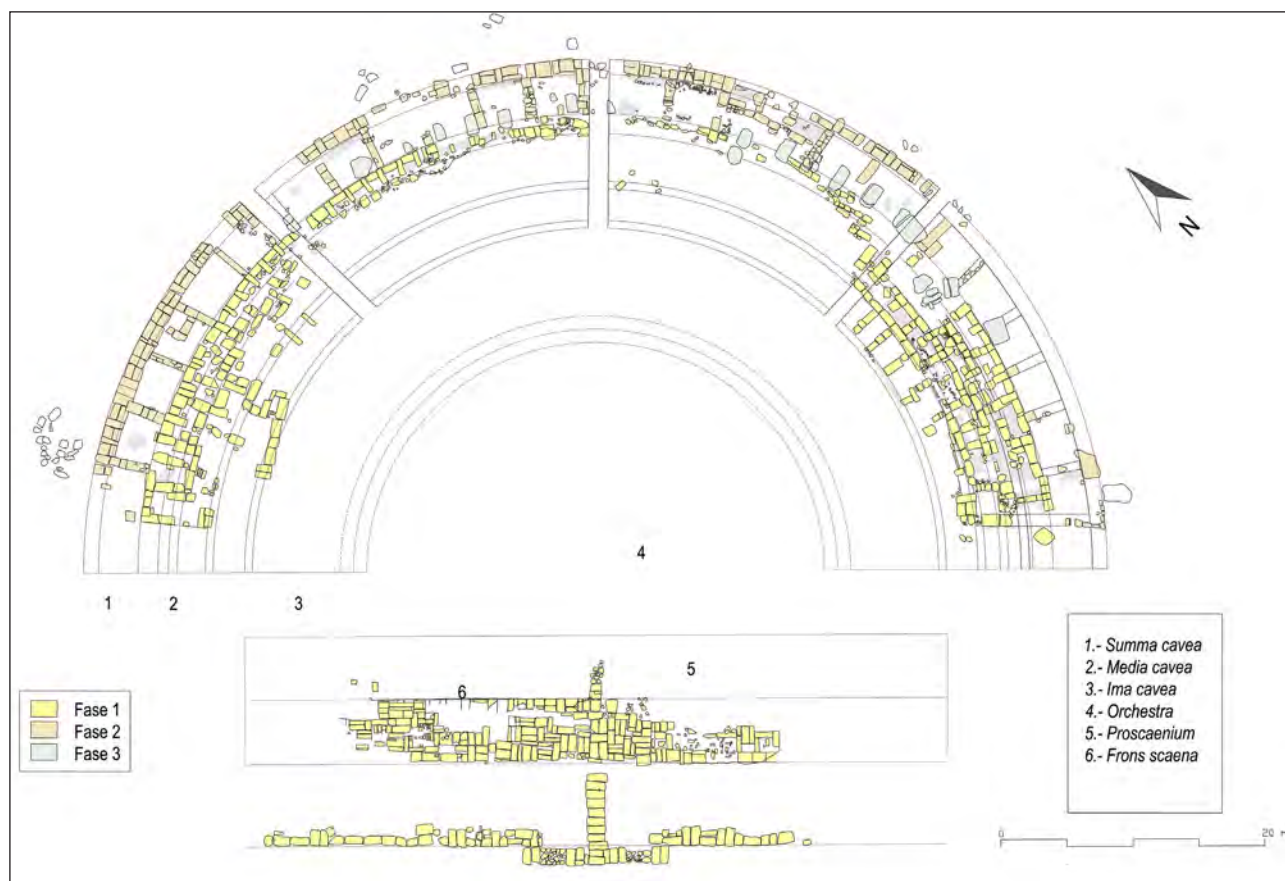 N
4
1
2
3
5
6
Fase 1
Fase 2
Fase 3
1.- Summa cavea
2.- Media cavea
3.- Ima cavea
4.- Orchestra
5.- Proscaenium
6.- Frons scaena
0
20 m